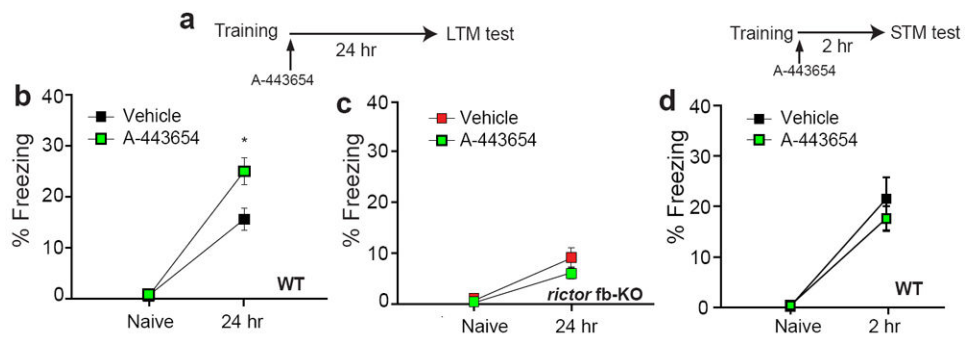 a
Training
24 hr
LTM test
A-443654
Training
2 hr
STM test
A-443654
b
40
30
20
10
0
% Freezing
Vehicle
A-443654
*
WT
Naive
24 hr
c
40
30
20
10
0
% Freezing
Vehicle
A-443654
rictor fb-KO
Naive
24 hr
d
40
30
20
10
0
% Freezing
Vehicle
A-443654
WT
Naive
2 hr